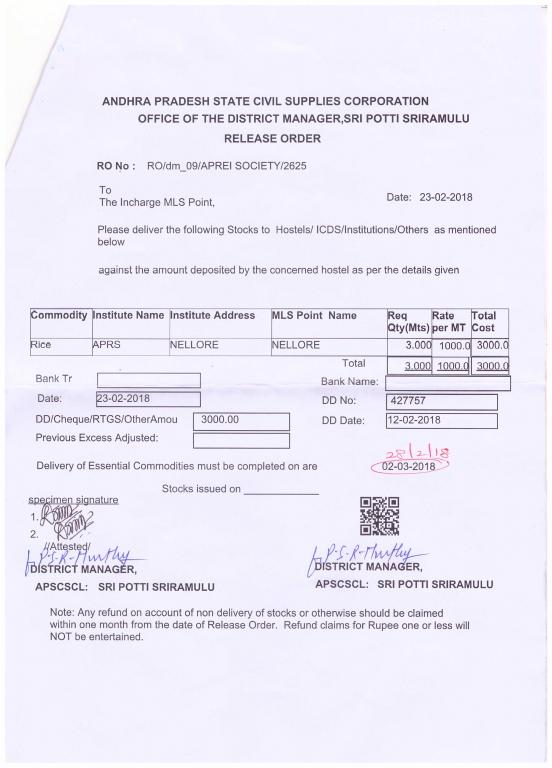 ANDHRA PRADESH STATE CIVIL SUPPLIES CORPORATION
OFFICE OF THE DISTRICT MANAGER,SRI POTTI SRIRAMULU
RELEASE ORDER
RO No : RO/dm_09/APREI SOCIETY/2625
To
The Incharge MLS Point,
Date: 23-02-2018
Please deliver the following Stocks to Hostels/ ICDS/Institutions/Others as mentioned
below
against the amount deposited by the concerned hostel as per the details given
Commodity Institute Name Institute Address MLS Point Name Req Qty(Mts) Rate per MT Total Cost
Rice APRS NELLORE NELLORE 3.000 1000.0 3000.0
Total 3.000 1000.0 3000.0
Bank Tr Bank Name:
Date: 23-02-2018 DD No: 427757
DD/Cheque/RTGS/OtherAmou 3000.00 DD Date: 12-02-2018
Previous Excess Adjusted:
28/2/18
Delivery of Essential Commodities must be completed on are 02-03-2018
Stocks issued on
specimen signature
1.
2.
//Attested/
P-S-R-Murthy P-S-R-Murthy
DISTRICT MANAGER, DISTRICT MANAGER,
APSCSCL: SRI POTTI SRIRAMULU APSCSCL: SRI POTTI SRIRAMULU
Note: Any refund on account of non delivery of stocks or otherwise should be claimed
within one month from the date of Release Order. Refund claims for Rupee one or less will
NOT be entertained.